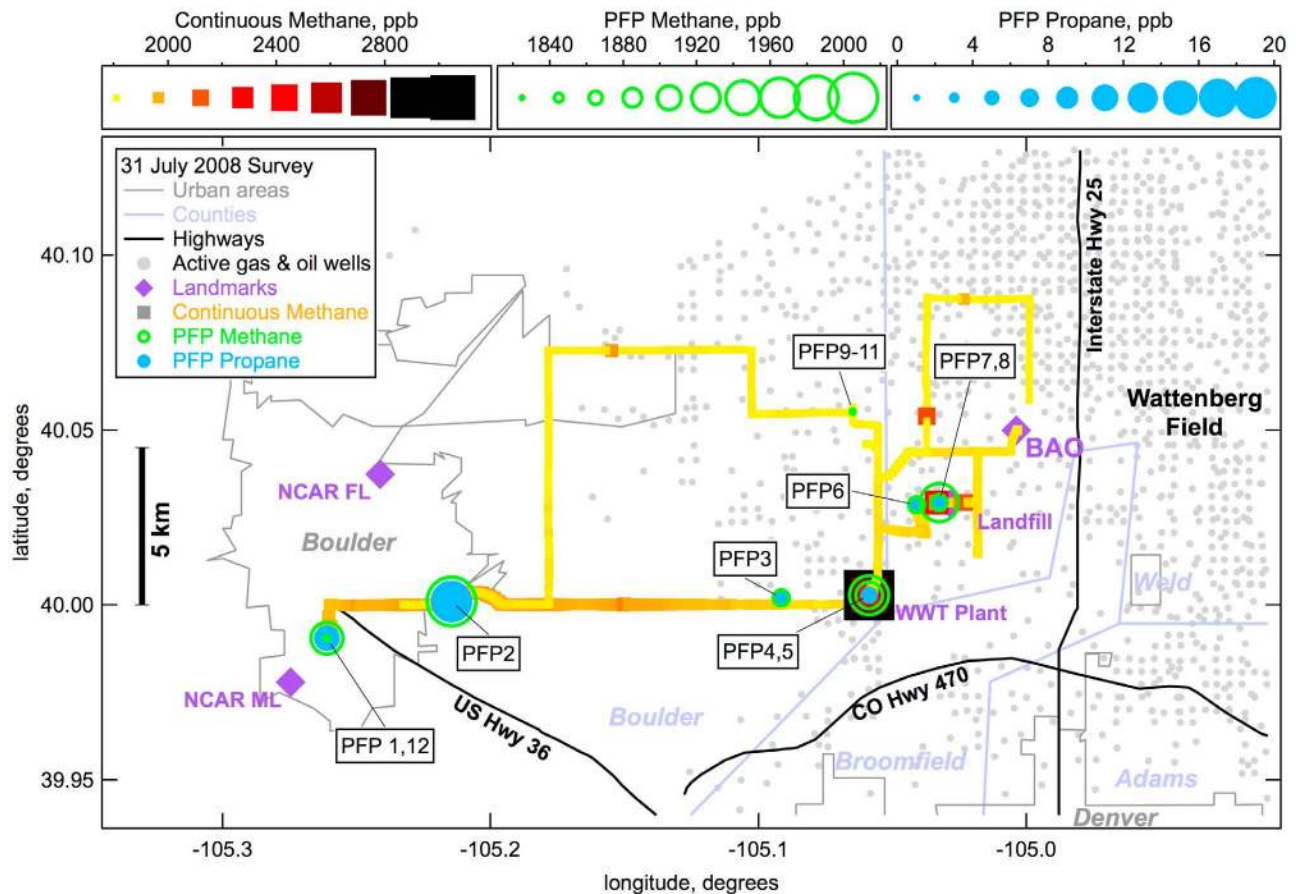 Continuous Methane, ppb
2000 2400 2800
PFP Methane, ppb
1840 1880 1920 1960 2000
PFP Propane, ppb
0 4 8 12 16 20
31 July 2008 Survey
Urban areas
Counties
Highways
Active gas & oil wells
Landmarks
Continuous Methane
PFP Methane
PFP Propane
Interstate Hwy 25
Wattenberg
Field
PFP9-11
PFP7,8
BAO
NCAR FL
PFP6
Landfill
Boulder
5 km
PFP3
Weld
WWT Plant
PFP2
PFP4,5
NCAR ML
US Hwy 36
CO Hwy 470
Boulder
PFP 1,12
Broomfield
Adams
Denver
40.10
40.05
40.00
39.95
latitude, degrees
-105.3 -105.2 -105.1 -105.0
longitude, degrees